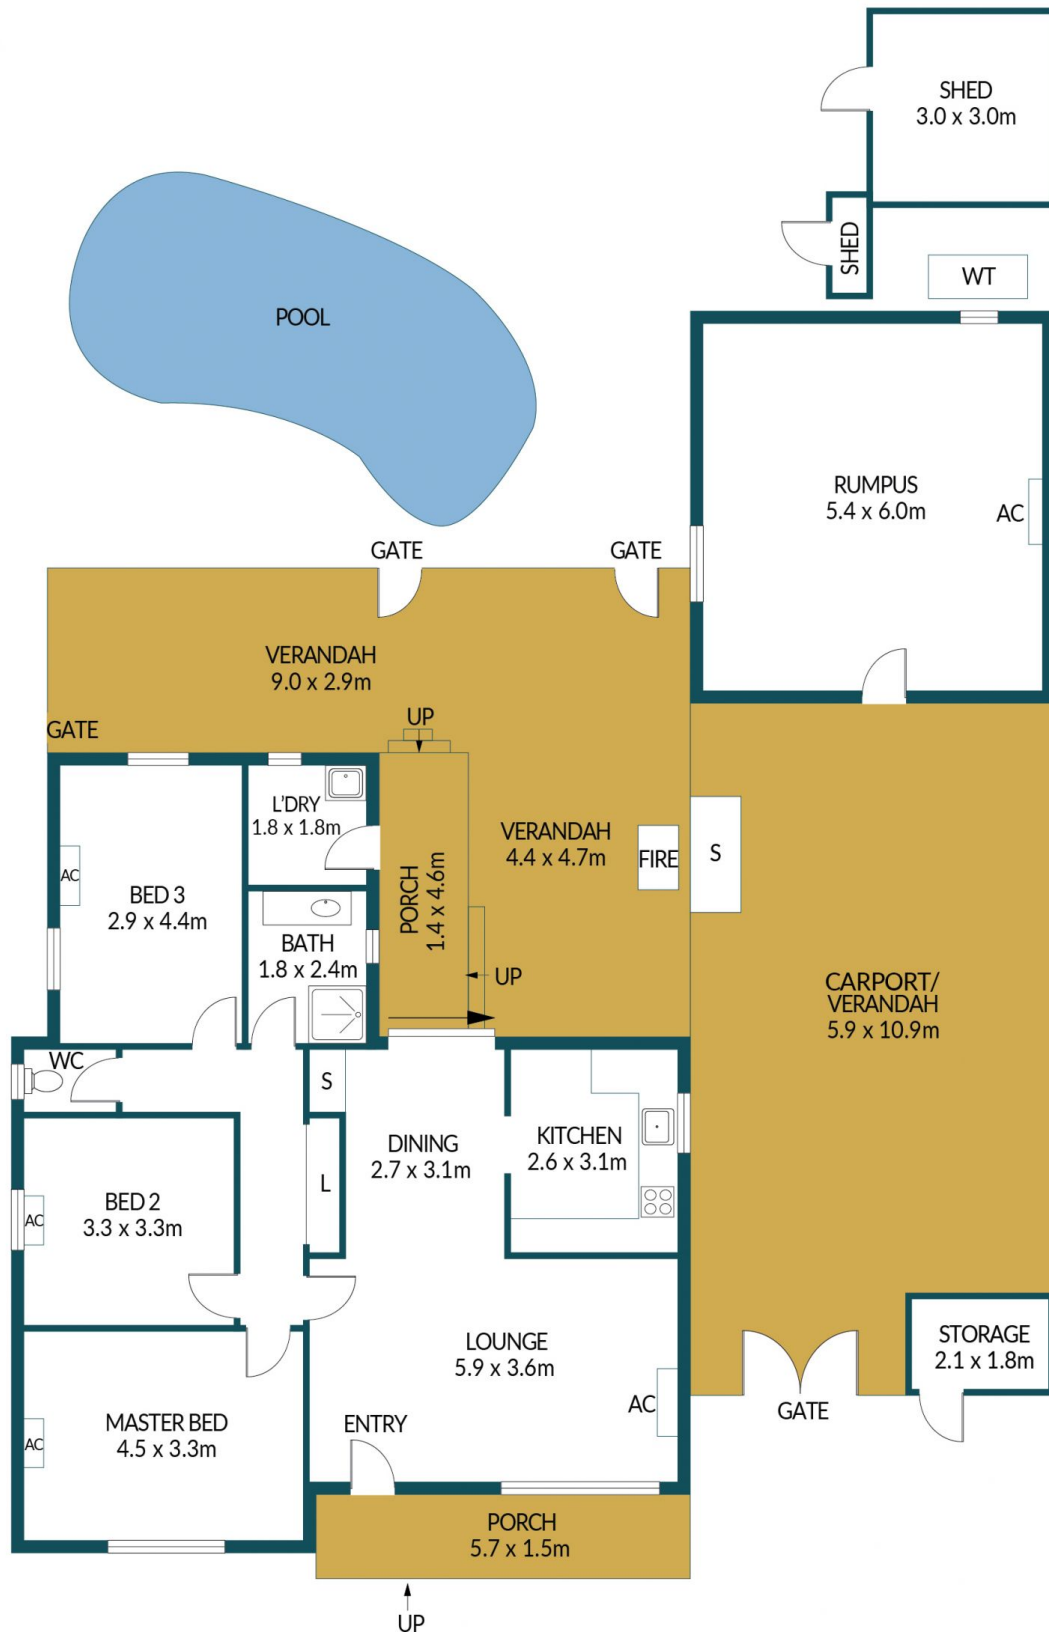 SHED
3.0 x 3.0m
SHED
WT
POOL
RUMPUS
5.4 x 6.0m
AC
GATE
GATE
VERANDAH
9.0 x 2.9m
UP
GATE
L'DRY
1.8 x 1.8m
VERANDAH
4.4 x 4.7m
FIRE
S
AC
BED 3
2.9 x 4.4m
PORCH
1.4 x 4.6m
BATH
1.8 x 2.4m
UP
CARPORT/
VERANDAH
5.9 x 10.9m
WC
S
DINING
2.7 x 3.1m
KITCHEN
2.6 x 3.1m
L
BED 2
3.3 x 3.3m
AC
LOUNGE
5.9 x 3.6m
STORAGE
2.1 x 1.8m
AC
GATE
MASTER BED
4.5 x 3.3m
AC
ENTRY
PORCH
5.7 x 1.5m
UP